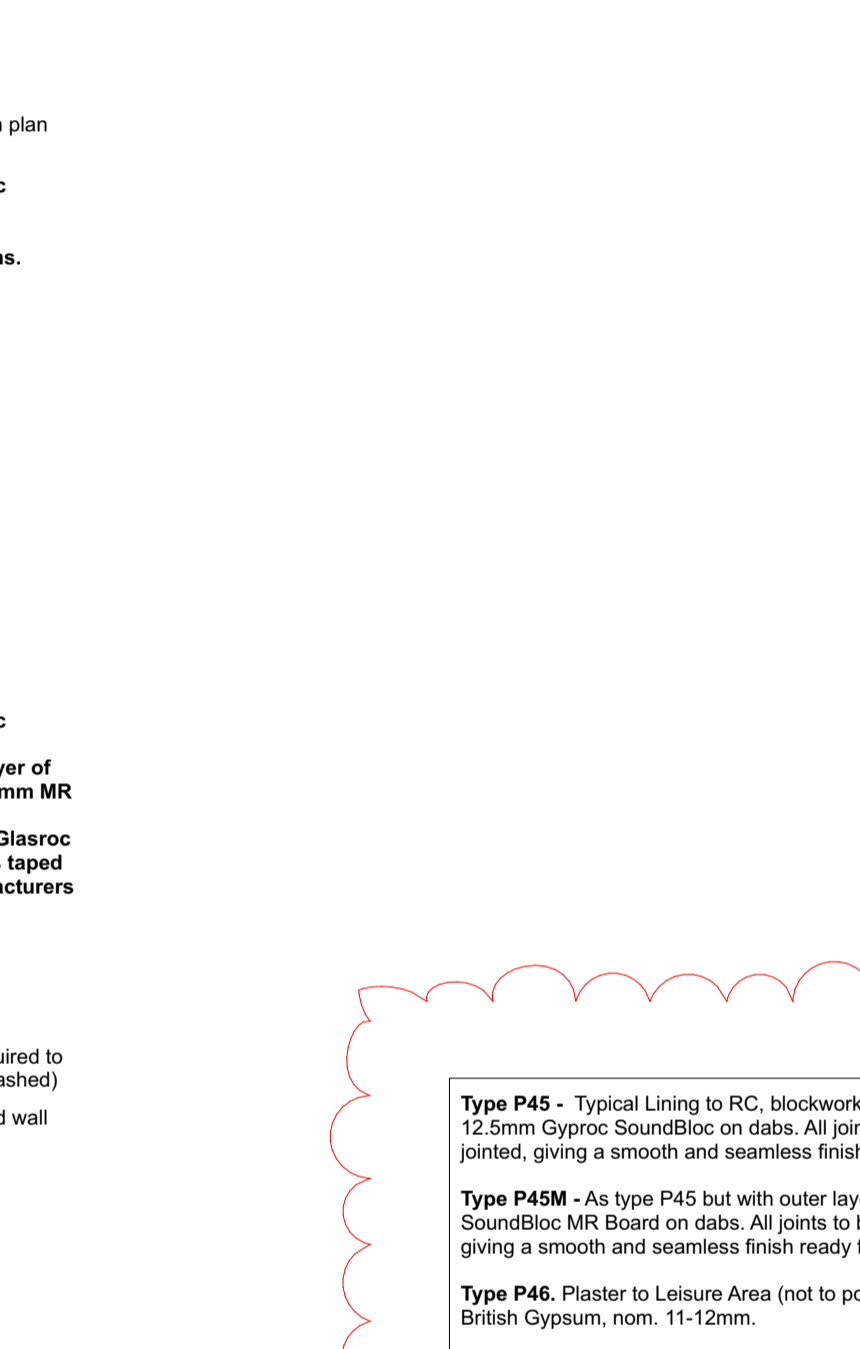 plan
ns.
yer of
mm MR
Glasroc
taped
acturers
uired to
ashed)
d wall
Type P45 - Typical Lining to RC, blockwork
12.5mm Gyproc SoundBloc on dabs. All join
jointed, giving a smooth and seamless finish
Type P45M - As type P45 but with outer lay
SoundBloc MR Board on dabs. All joints to b
giving a smooth and seamless finish ready f
Type P46. Plaster to Leisure Area (not to po
British Gypsum, nom. 11-12mm.